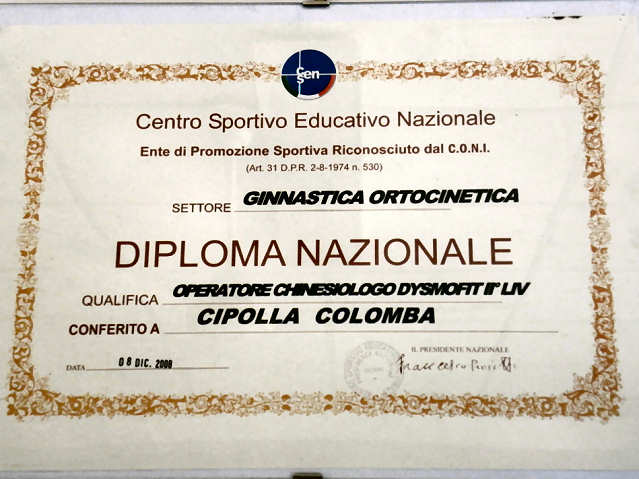 csen
Centro Sportivo Educativo Nazionale
Ente di Promozione Sportiva Riconosciuto dal C.O.N.I.
(Art. 31 D.P.R. 2-8-1974 n. 530)
SETTORE GINNASTICA ORTOCINETICA
DIPLOMA NAZIONALE
QUALIFICA OPERATORE CHINESIOLOGO DYSMOFIT II° LIV
CONFERITO A CIPOLLA COLOMBA
DATA 08 DIC. 2008
IL PRESIDENTE NAZIONALE
Francesco